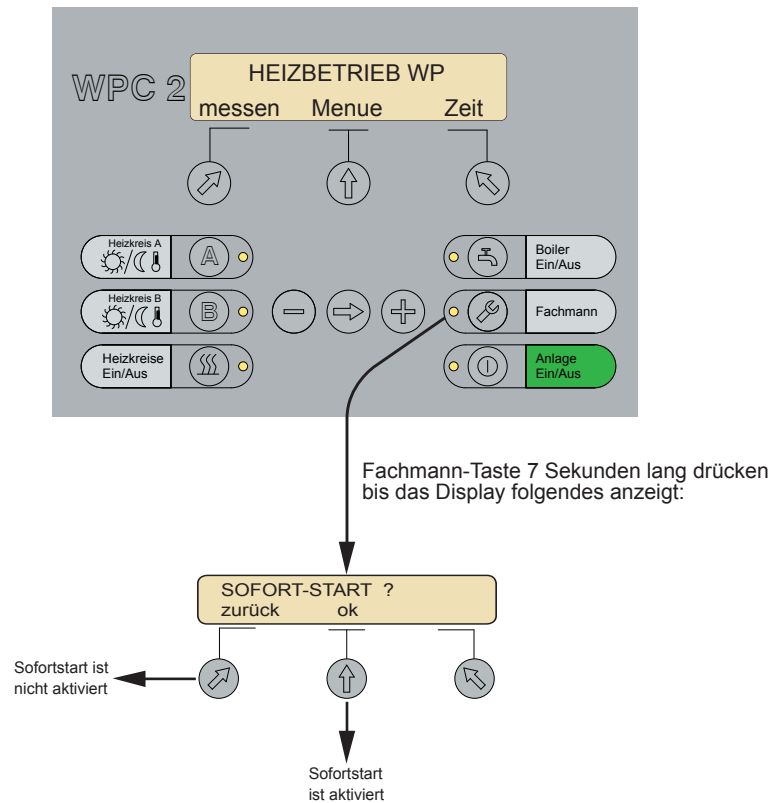 WPC 2
HEIZBETRIEB WP
messen Menue Zeit
Heizkreis A
A
Boiler
Ein/Aus
Heizkreis B
B
Fachmann
Heizkreise
Ein/Aus
Anlage
Ein/Aus
Fachmann-Taste 7 Sekunden lang drücken
bis das Display folgendes anzeigt:
SOFORT-START ?
zurück ok
Sofortstart ist
nicht aktiviert
Sofortstart
ist aktiviert